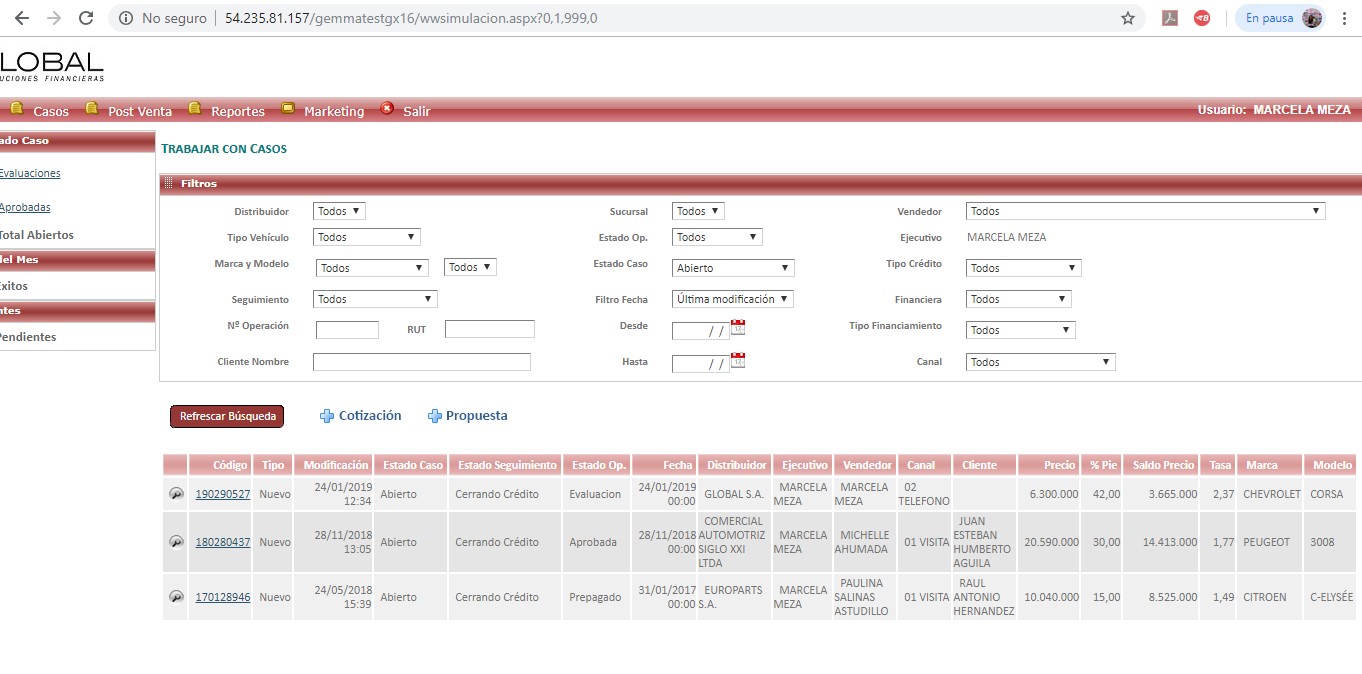 No seguro | 54.235.81.157/gemmatestgx16/wwsimulacion.aspx?0,1,999,0 En pausa
LOBAL
UCIONES FINANCIERAS
Casos Post Venta Reportes Marketing Salir Usuario: MARCELA MEZA
ado Caso
Evaluaciones
Aprobadas
Total Abiertos
del Mes
Exitos
ntes
Pendientes
TRABAJAR CON CASOS
Filtros
Distribuidor Todos Sucursal Todos Vendedor Todos
Tipo Vehículo Todos Estado Op. Todos Ejecutivo MARCELA MEZA
Marca y Modelo Todos Todos Estado Caso Abierto Tipo Crédito Todos
Seguimiento Todos Filtro Fecha Última modificación Financiera Todos
Nº Operación RUT Desde / / Tipo Financiamiento Todos
Cliente Nombre Hasta / / Canal Todos
Refrescar Búsqueda Cotización Propuesta
Código Tipo Modificación Estado Caso Estado Seguimiento Estado Op. Fecha Distribuidor Ejecutivo Vendedor Canal Cliente Precio % Pie Saldo Precio Tasa Marca Modelo
190290527 Nuevo 24/01/2019 12:34 Abierto Cerrando Crédito Evaluacion 24/01/2019 00:00 GLOBAL S.A. MARCELA MEZA MARCELA MEZA 02 TELEFONO 6.300.000 42,00 3.665.000 2,37 CHEVROLET CORSA
180280437 Nuevo 28/11/2018 13:05 Abierto Cerrando Crédito Aprobada 28/11/2018 00:00 COMERCIAL AUTOMOTRIZ SIGLO XXI LTDA MARCELA MEZA MICHELLE AHUMADA 01 VISITA JUAN ESTEBAN HUMBERTO AGUILA 20.590.000 30,00 14.413.000 1,77 PEUGEOT 3008
170128946 Nuevo 24/05/2018 15:39 Abierto Cerrando Crédito Prepagado 31/01/2017 00:00 EUROPARTS S.A. MARCELA MEZA PAULINA SALINAS ASTUDILLO 01 VISITA RAUL ANTONIO HERNANDEZ 10.040.000 15,00 8.525.000 1,49 CITROEN C-ELYSÉE